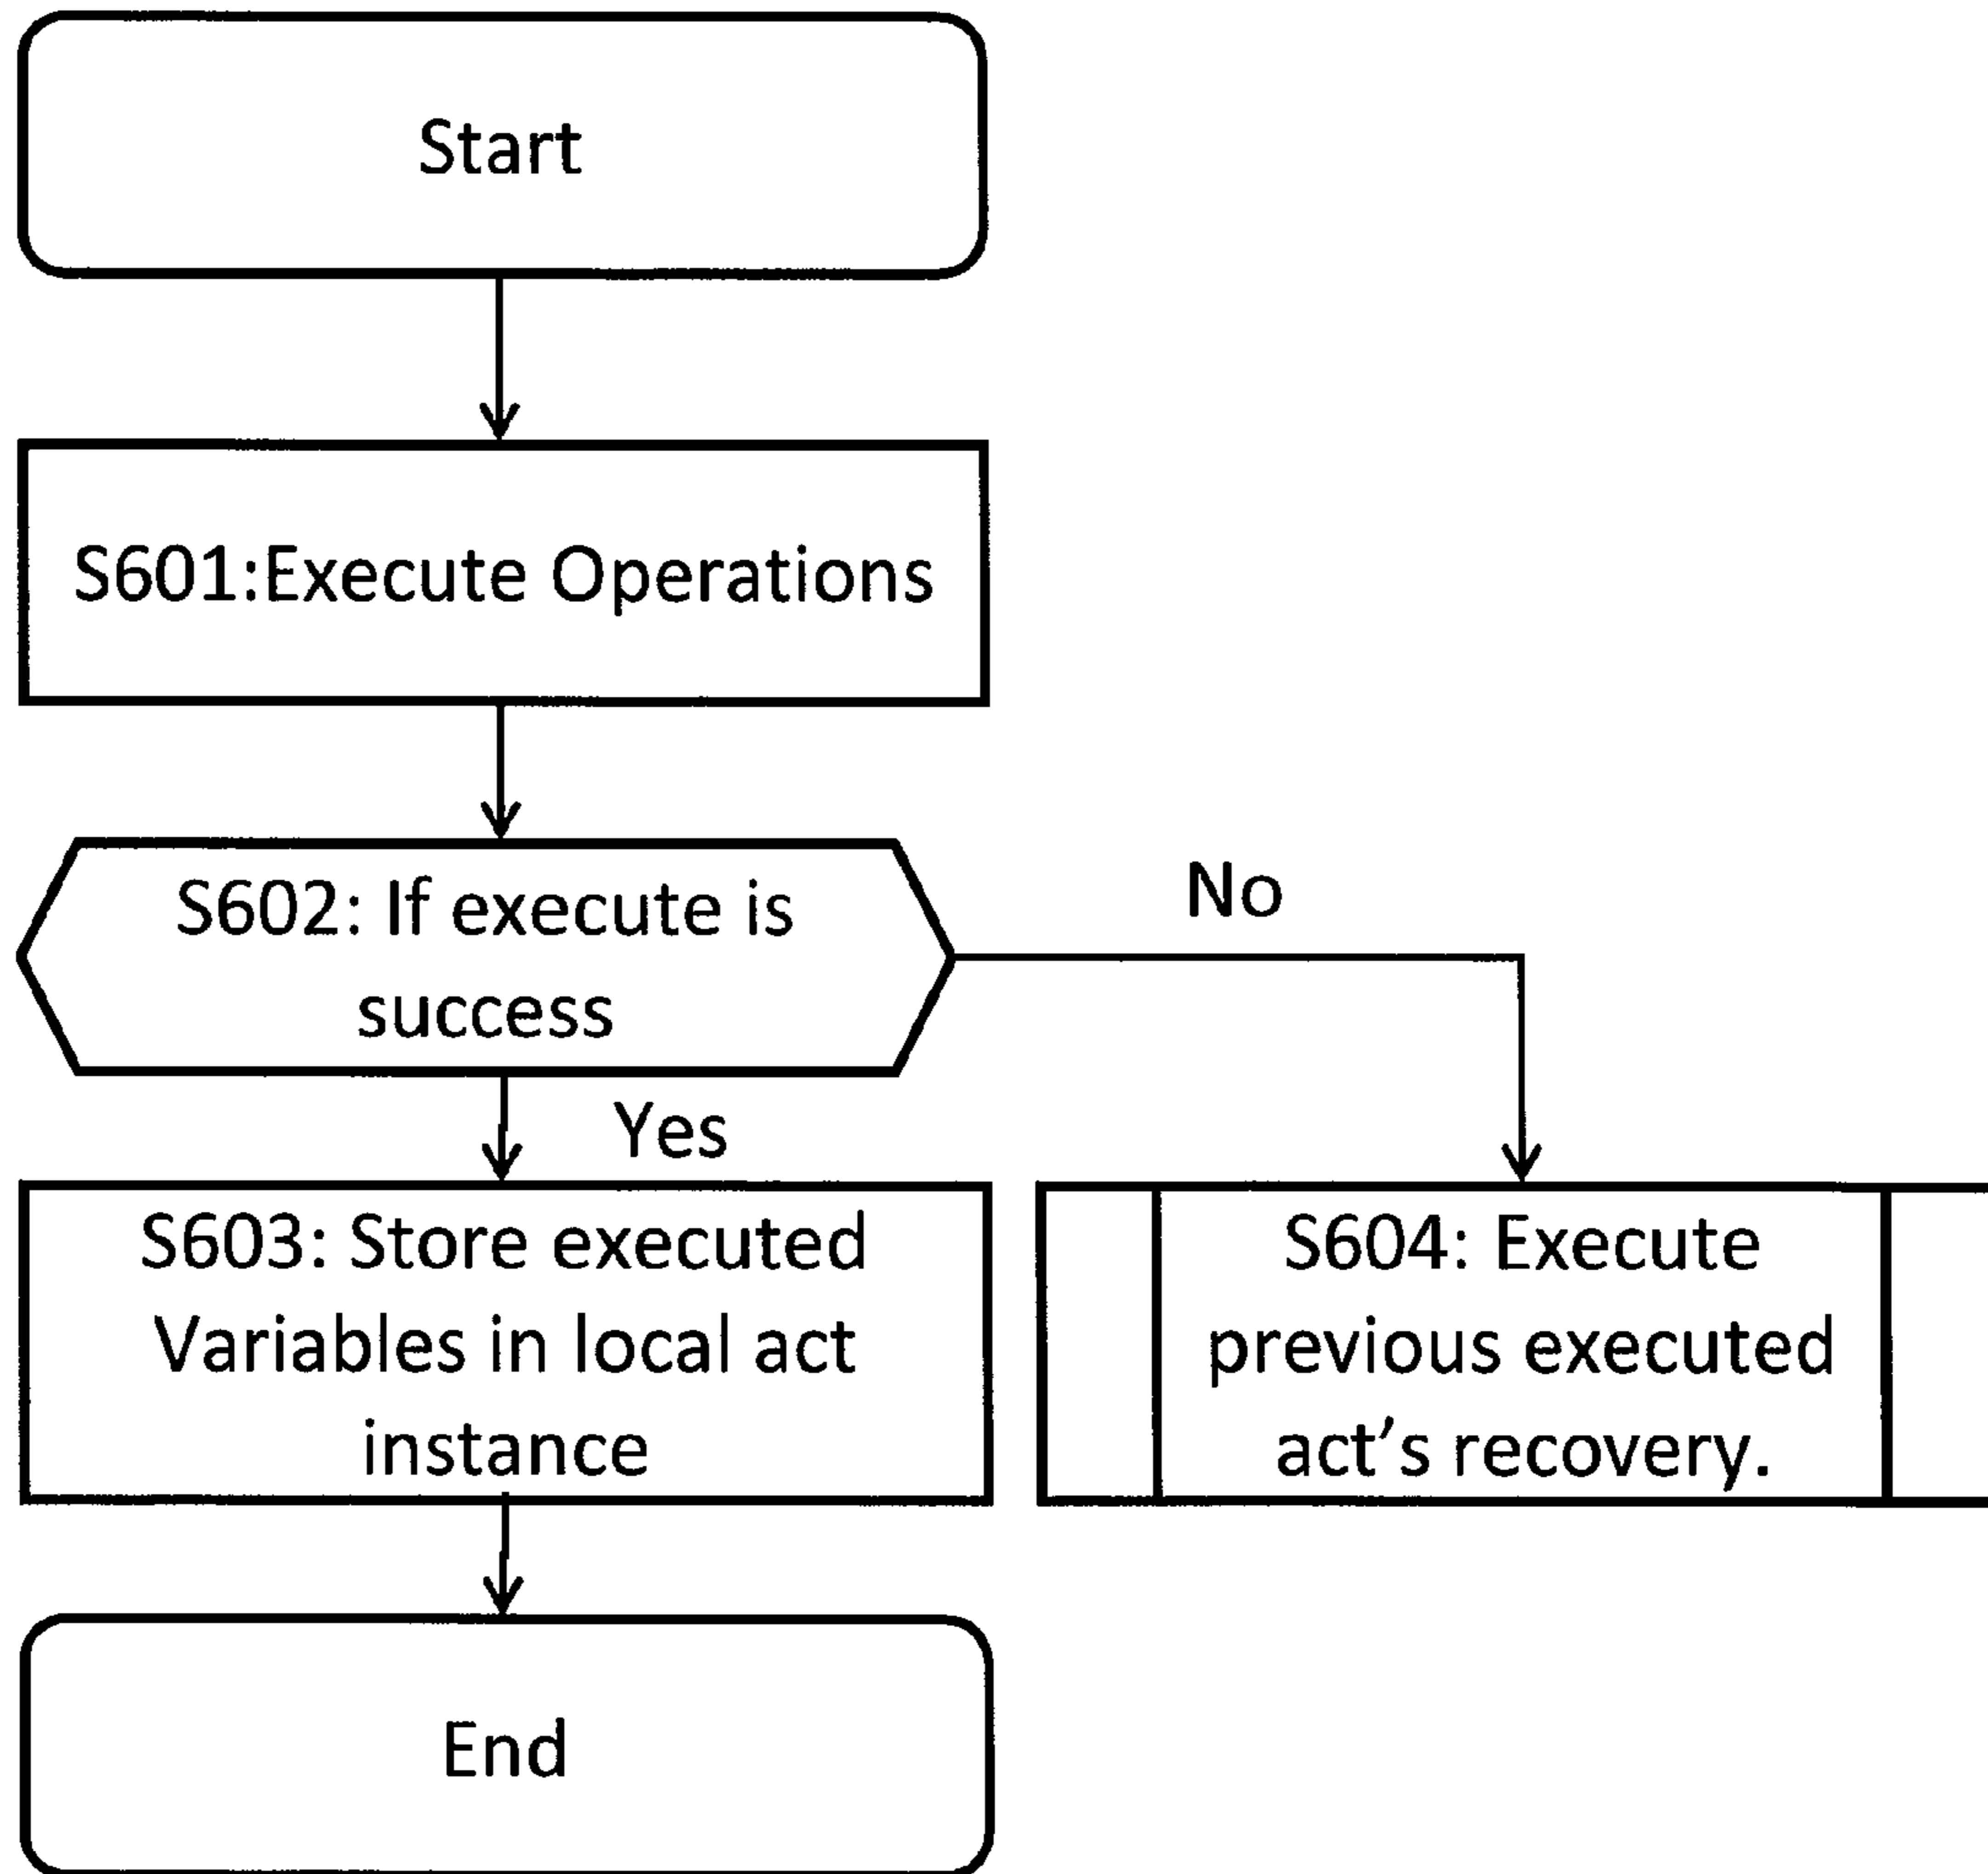 Start
S601:Execute Operations
S602: If execute is
success
No
Yes
S603: Store executed
Variables in local act
instance
S604: Execute
previous executed
act’s recovery.
End